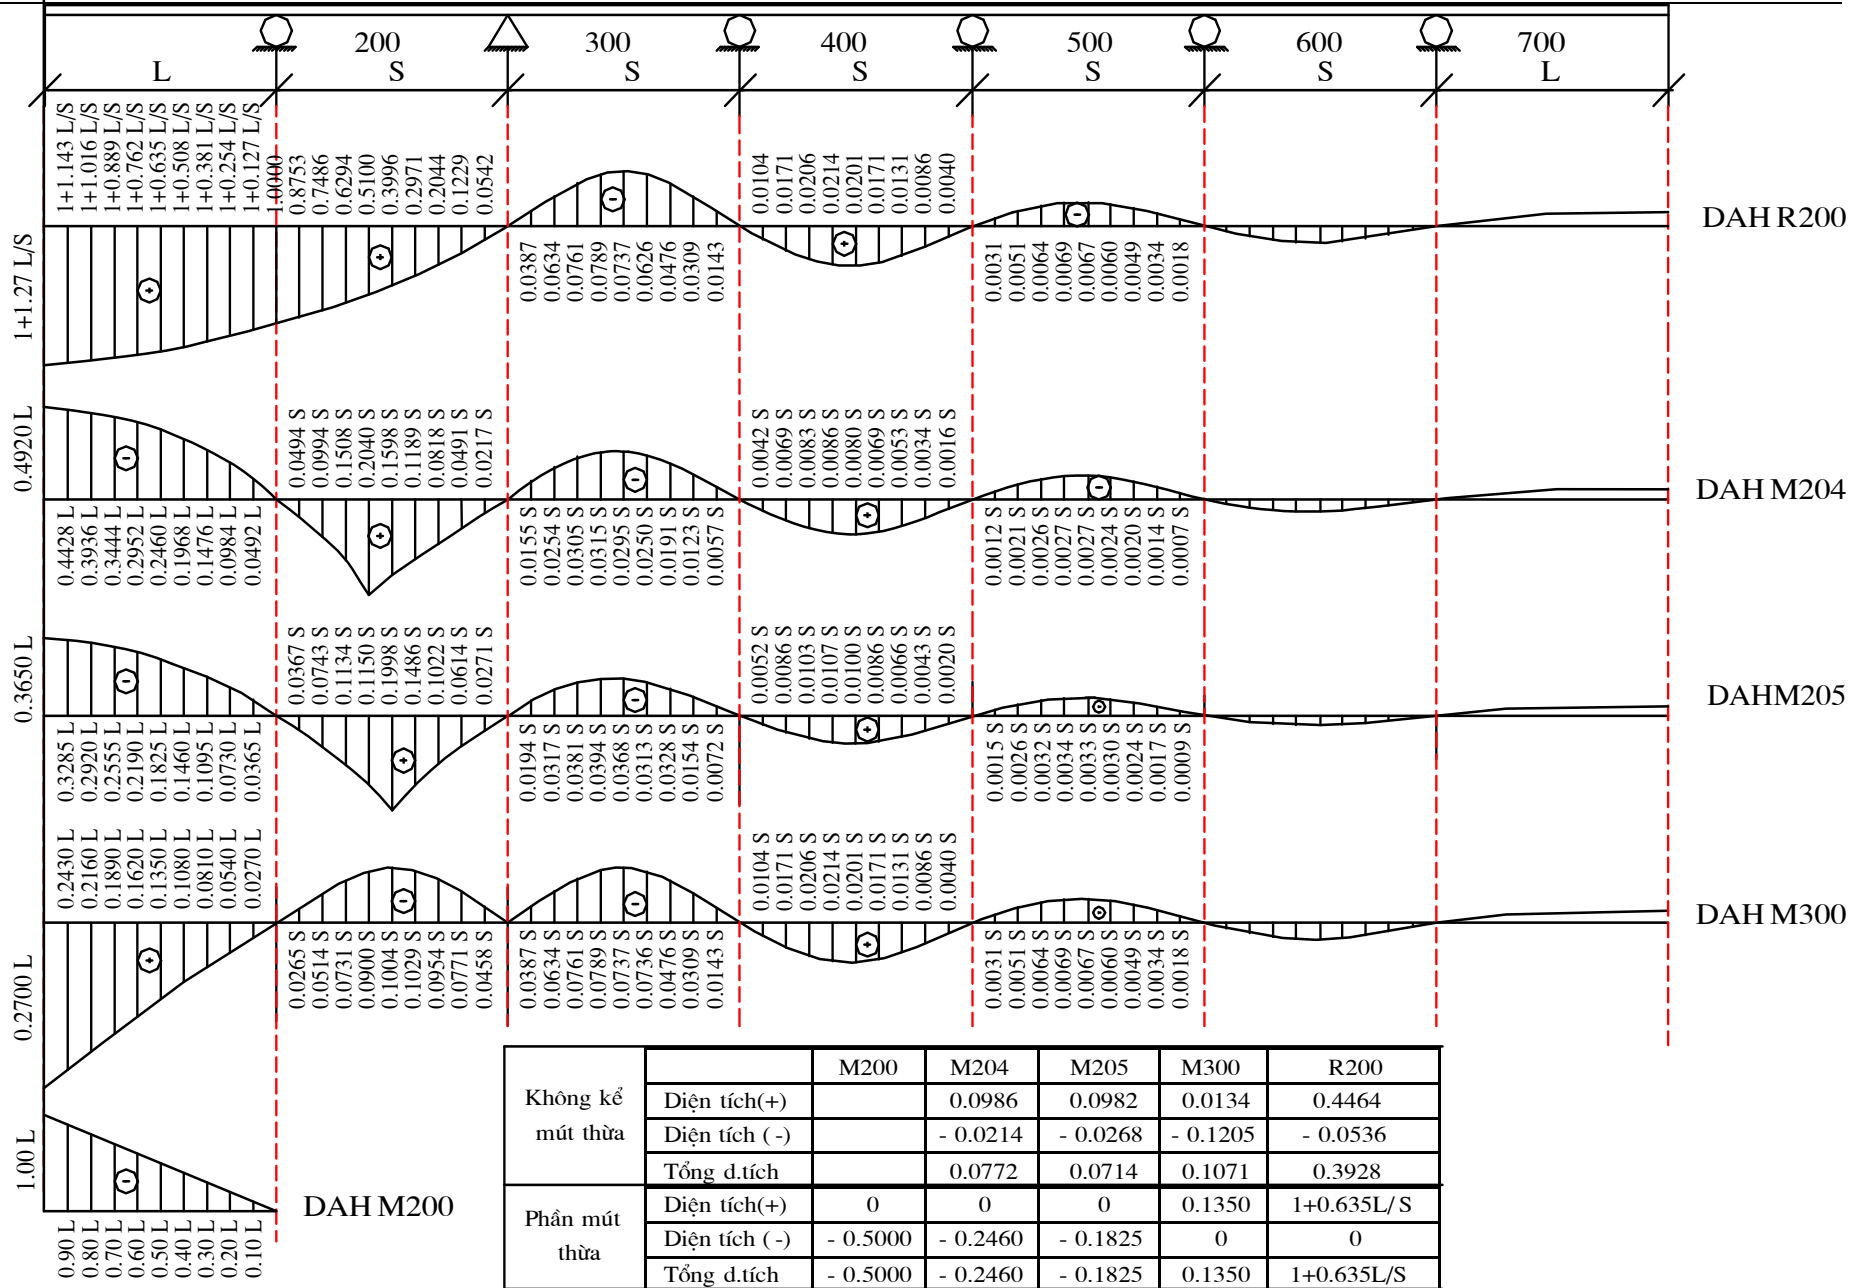 200 300 400 500 600 700
L S S S S S L
1+1.143 L/S
1+1.016 L/S
1+0.889 L/S
1+0.762 L/S
1+0.635 L/S
1+0.508 L/S
1+0.381 L/S
1+0.254 L/S
1+0.127 L/S
1.0000
0.8753
0.7486
0.6294
0.5100
0.3996
0.2971
0.2044
0.1229
0.0542
0.0104
0.0171
0.0206
0.0214
0.0201
0.0171
0.0131
0.0086
0.0040
DAH R200
1+1.27 L/S
0.0387
0.0634
0.0761
0.0789
0.0737
0.0626
0.0476
0.0309
0.0143
0.0031
0.0051
0.0064
0.0069
0.0067
0.0060
0.0049
0.0034
0.0018
0.4920 L
0.0494 S
0.0994 S
0.1508 S
0.2040 S
0.1598 S
0.1189 S
0.0818 S
0.0491 S
0.0217 S
0.0042 S
0.0069 S
0.0083 S
0.0086 S
0.0080 S
0.0069 S
0.0053 S
0.0034 S
0.0016 S
DAH M204
0.4428 L
0.3936 L
0.3444 L
0.2952 L
0.2460 L
0.1968 L
0.1476 L
0.0984 L
0.0492 L
0.0155 S
0.0254 S
0.0305 S
0.0315 S
0.0295 S
0.0250 S
0.0191 S
0.0123 S
0.0057 S
0.0012 S
0.0021 S
0.0026 S
0.0027 S
0.0027 S
0.0024 S
0.0020 S
0.0014 S
0.0007 S
0.3650 L
0.0367 S
0.0743 S
0.1134 S
0.1150 S
0.1998 S
0.1486 S
0.1022 S
0.0614 S
0.0271 S
0.0052 S
0.0086 S
0.0103 S
0.0107 S
0.0100 S
0.0086 S
0.0066 S
0.0043 S
0.0020 S
DAHM205
0.3285 L
0.2920 L
0.2555 L
0.2190 L
0.1825 L
0.1460 L
0.1095 L
0.0730 L
0.0365 L
0.0194 S
0.0317 S
0.0381 S
0.0394 S
0.0368 S
0.0313 S
0.0328 S
0.0154 S
0.0072 S
0.0015 S
0.0026 S
0.0032 S
0.0034 S
0.0033 S
0.0030 S
0.0024 S
0.0017 S
0.0009 S
0.2430 L
0.2160 L
0.1890 L
0.1620 L
0.1350 L
0.1080 L
0.0810 L
0.0540 L
0.0270 L
0.0104 S
0.0171 S
0.0206 S
0.0214 S
0.0201 S
0.0171 S
0.0131 S
0.0086 S
0.0040 S
DAH M300
0.2700 L
0.0265 S
0.0514 S
0.0731 S
0.0900 S
0.1004 S
0.1029 S
0.0954 S
0.0771 S
0.0458 S
0.0387 S
0.0634 S
0.0761 S
0.0789 S
0.0737 S
0.0736 S
0.0476 S
0.0309 S
0.0143 S
0.0031 S
0.0051 S
0.0064 S
0.0069 S
0.0067 S
0.0060 S
0.0049 S
0.0034 S
0.0018 S
1.00 L
DAH M200
0.90 L
0.80 L
0.70 L
0.60 L
0.50 L
0.40 L
0.30 L
0.20 L
0.10 L
M200 M204 M205 M300 R200
Không kể
mút thừa
Diện tích(+) 0.0986 0.0982 0.0134 0.4464
Diện tích (-) - 0.0214 - 0.0268 - 0.1205 - 0.0536
Tổng d.tích 0.0772 0.0714 0.1071 0.3928
Phần mút
thừa
Diện tích(+) 0 0 0 0.1350 1+0.635L/S
Diện tích (-) - 0.5000 - 0.2460 - 0.1825 0 0
Tổng d.tích - 0.5000 - 0.2460 - 0.1825 0.1350 1+0.635L/S